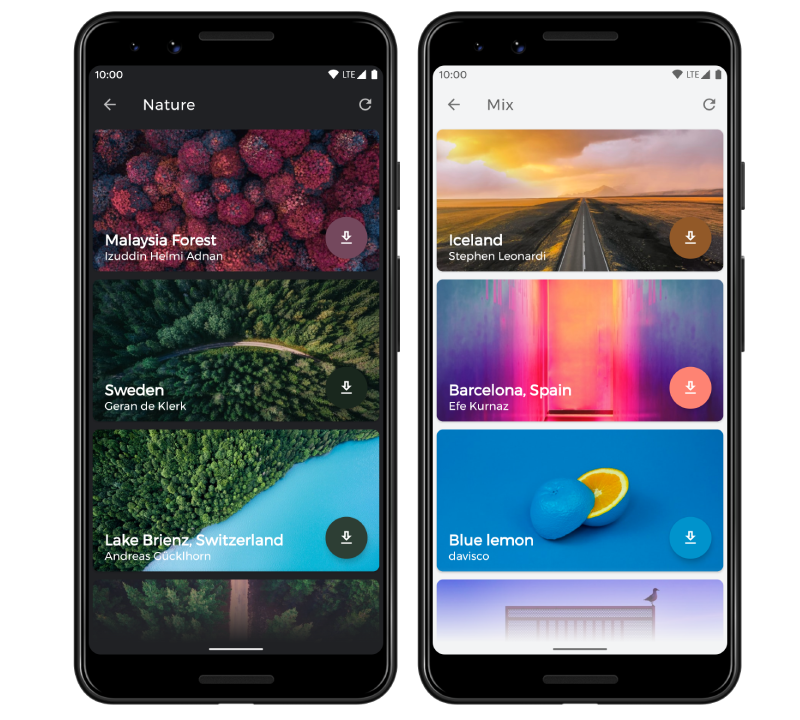 10:00 LTE
Nature
Malaysia Forest
Izuddin Helmi Adnan
Sweden
Geran de Klerk
Lake Brienz, Switzerland
Andreas Gücklhorn
10:00 LTE
Mix
Iceland
Stephen Leonardi
Barcelona, Spain
Efe Kurnaz
Blue lemon
davisco